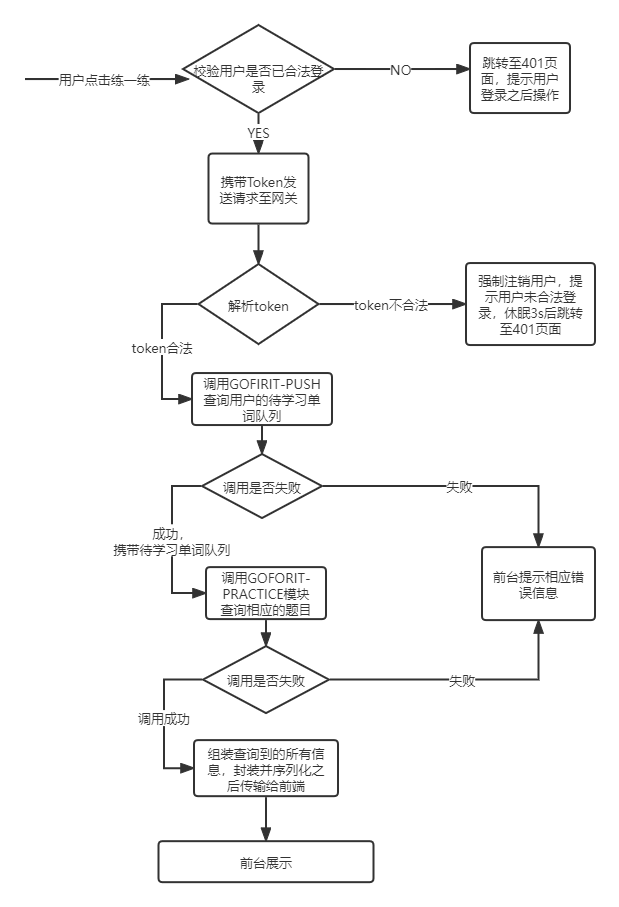 用户点击练一练
校验用户是否已合法登
录
NO
跳转至401页
面，提示用户
登录之后操作
YES
携带Token发
送请求至网关
解析token
token不合法
强制注销用户，提
示用户未合法登
录，休眠3s后跳转
至401页面
token合法
调用GOFIRIT-PUSH
查询用户的待学习单
词队列
调用是否失败
失败
成功，
携带待学习单词队列
前台提示相应错
误信息
调用GOFORIT-
PRACTICE模块
查询相应的题目
调用是否失败
失败
调用成功
组装查询到的所有信
息，封装并序列化之
后传输给前端
前台展示